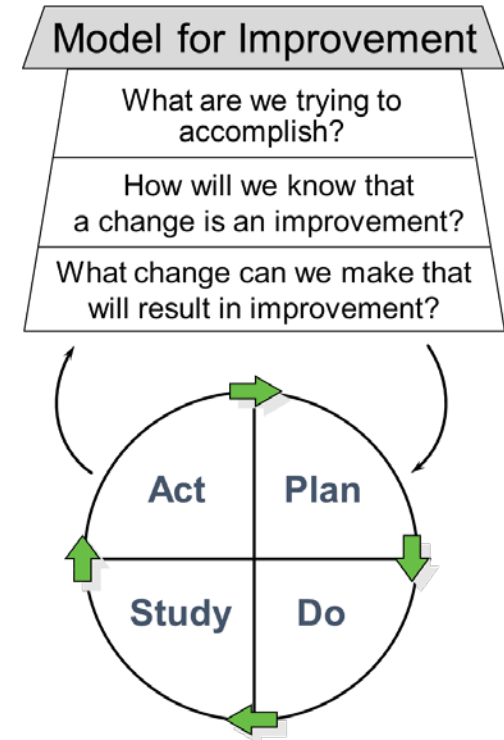 Model for Improvement
What are we trying to
accomplish?
How will we know that
a change is an improvement?
What change can we make that
will result in improvement?
Act
Plan
Study
Do